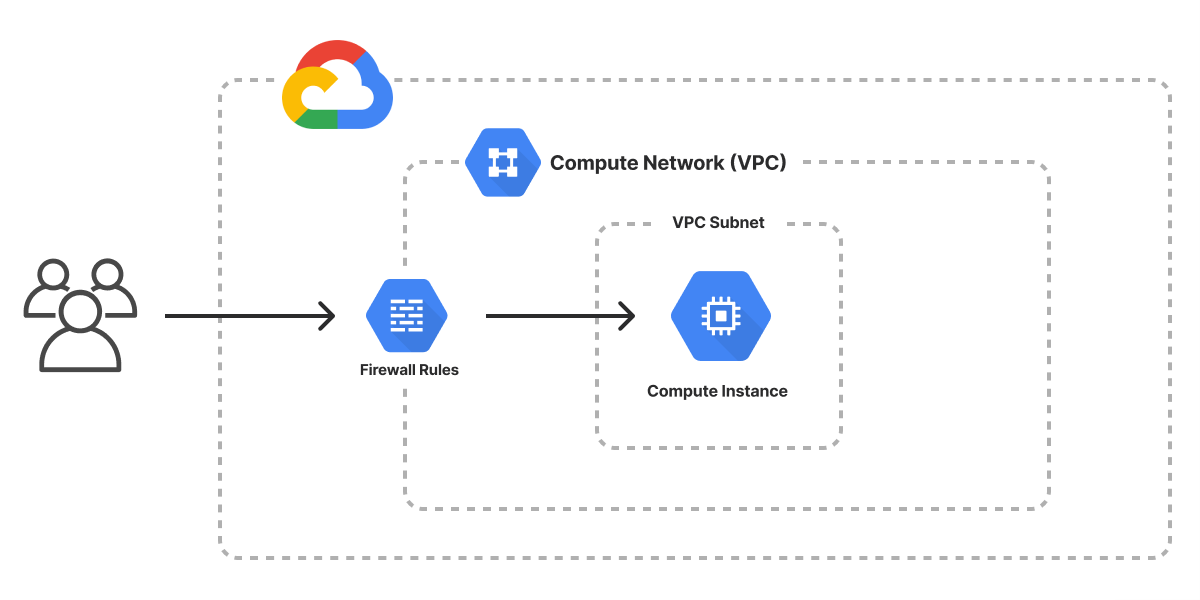 Compute Network (VPC)
VPC Subnet
Firewall Rules
Compute Instance